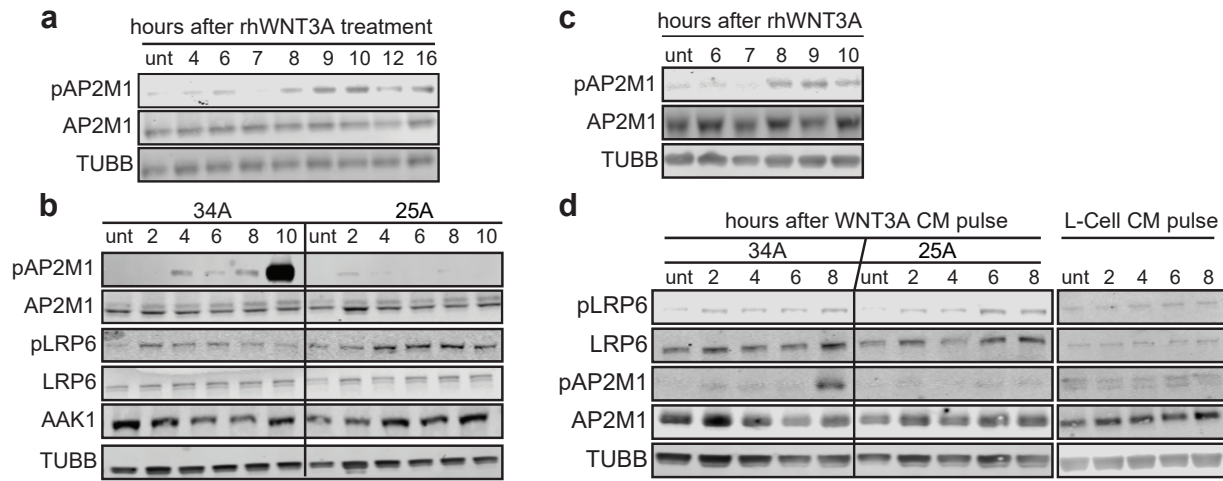 a
hours after rhWNT3A treatment
unt 4 6 7 8 9 10 12 16
pAP2M1
AP2M1
TUBB
c
hours after rhWNT3A
unt 6 7 8 9 10
pAP2M1
AP2M1
TUBB
b
34A 25A
unt 2 4 6 8 10 unt 2 4 6 8 10
pAP2M1
AP2M1
pLRP6
LRP6
AAK1
TUBB
d
hours after WNT3A CM pulse L-Cell CM pulse
34A 25A
unt 2 4 6 8 unt 2 4 6 8 unt 2 4 6 8
pLRP6
LRP6
pAP2M1
AP2M1
TUBB